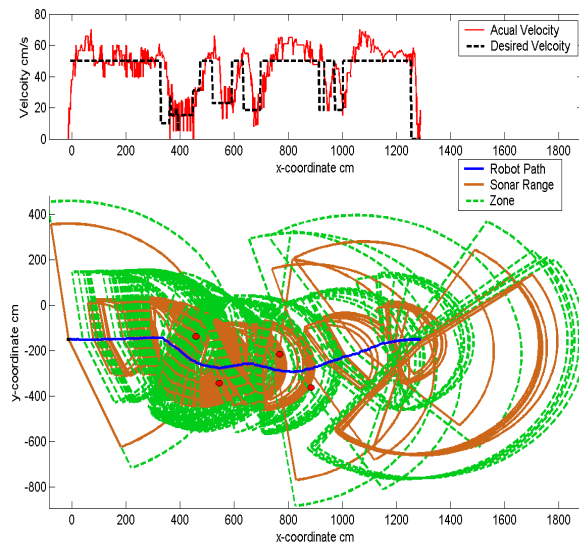 80
60
40
20
0
Velcoity cm/s
Acual Velocity
Desired Velcoity
0 200 400 600 800 1000 1200 1400 1600 1800
x-coordinate cm
Robot Path
Sonar Range
Zone
400
200
0
-200
-400
-600
-800
y-coordinate cm
0 200 400 600 800 1000 1200 1400 1600 1800
x-coordinate cm